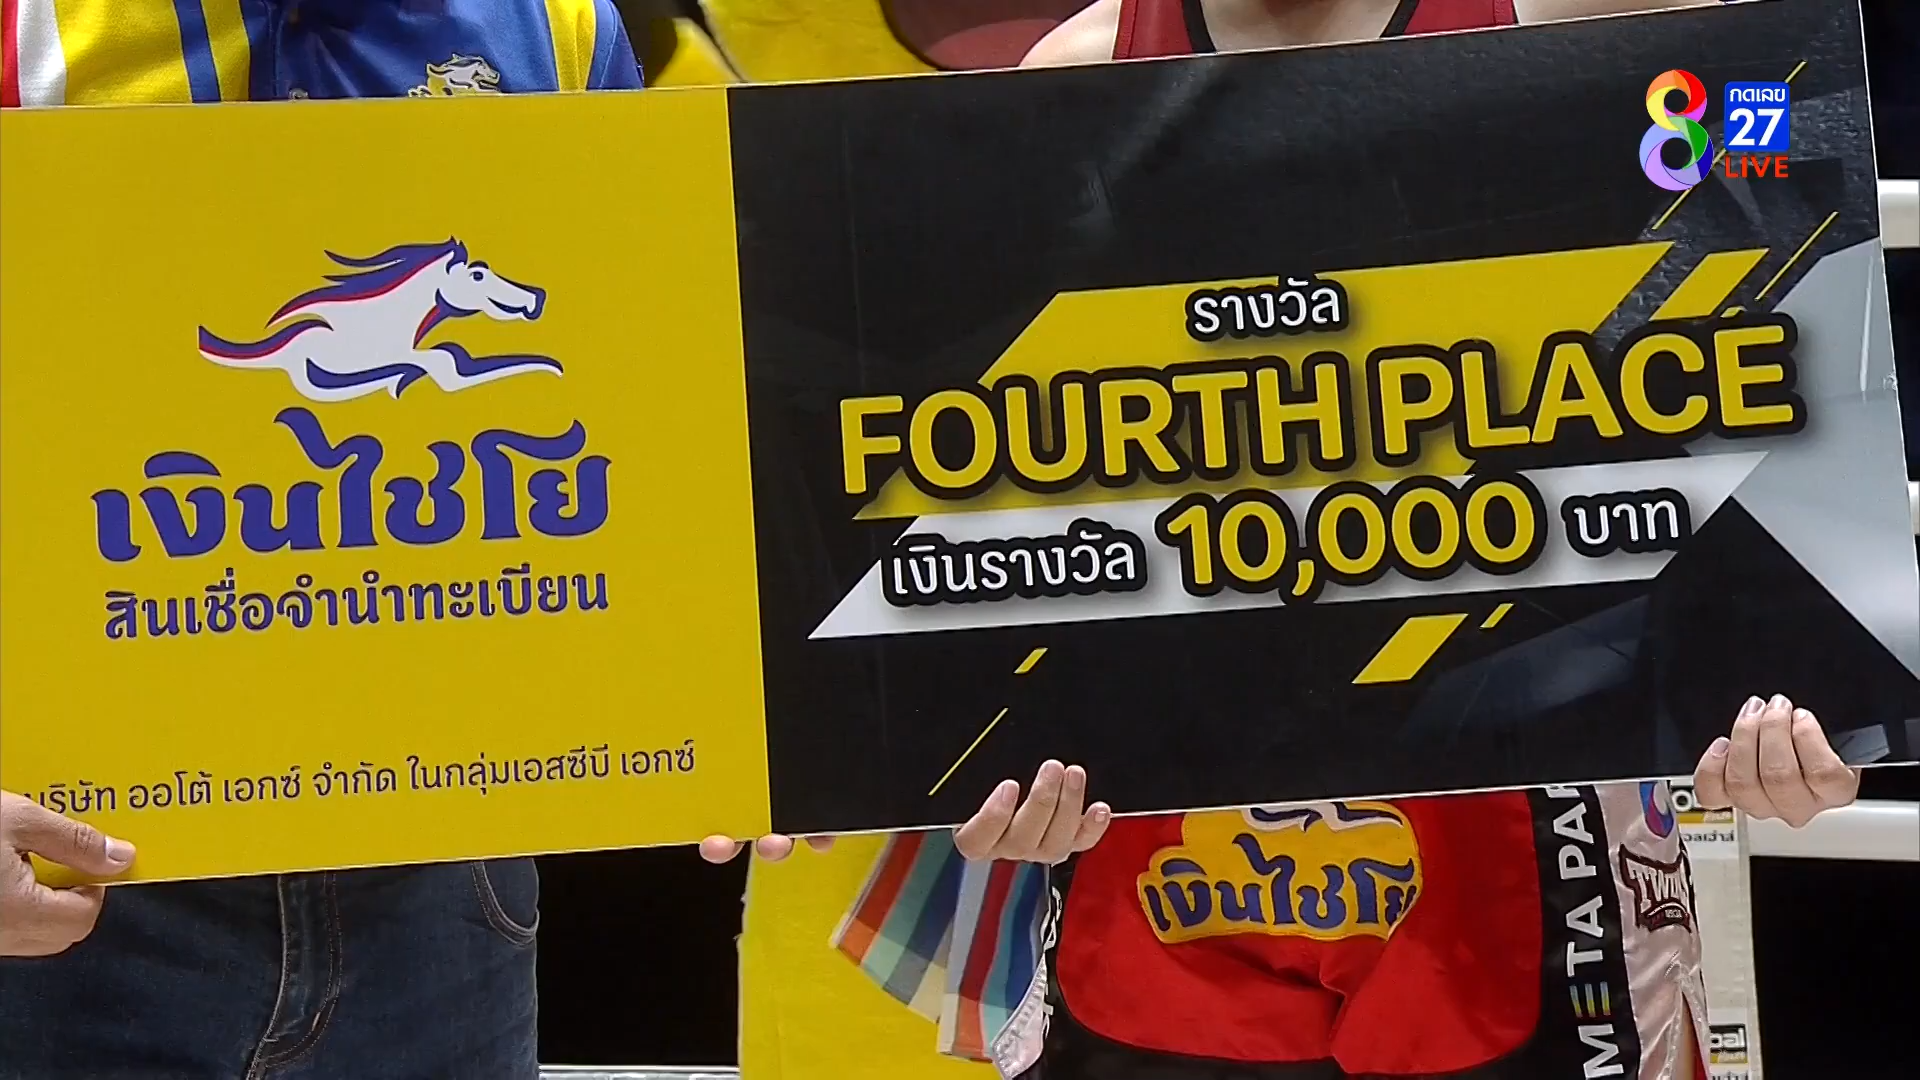 กดเลข
8 27
LIVE
รางวัล
FOURTH PLACE
เงินรางวัล 10,000 บาท
เงินไชโย
สินเชื่อจำนำทะเบียน
บริษัท ออโต้ เอกซ์ จำกัด ในกลุ่มเอสซีบี เอกซ์
เงินไชโย
META PAR
TWINS